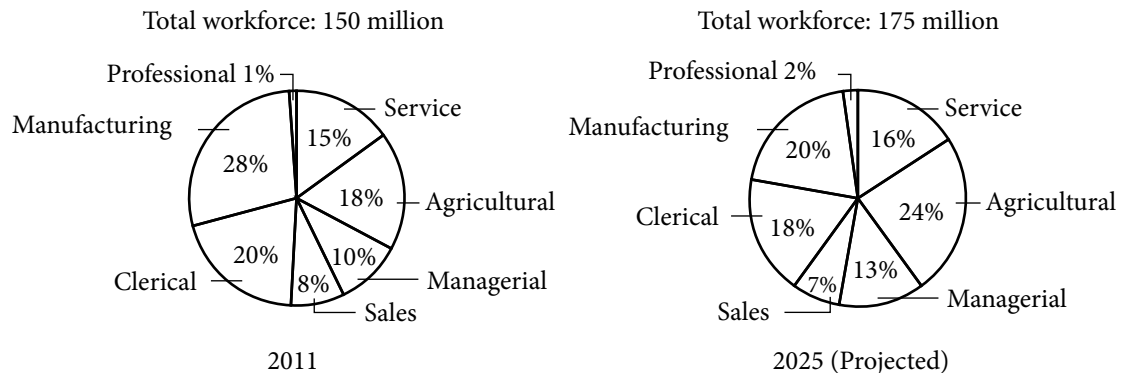 Total workforce: 150 million
Professional 1%
Service
Manufacturing
15%
28%
18%
Agricultural
20%
10%
Clerical
8%
Managerial
Sales
2011
Total workforce: 175 million
Professional 2%
Service
Manufacturing
16%
20%
24%
Agricultural
Clerical
18%
13%
7%
Managerial
Sales
2025 (Projected)